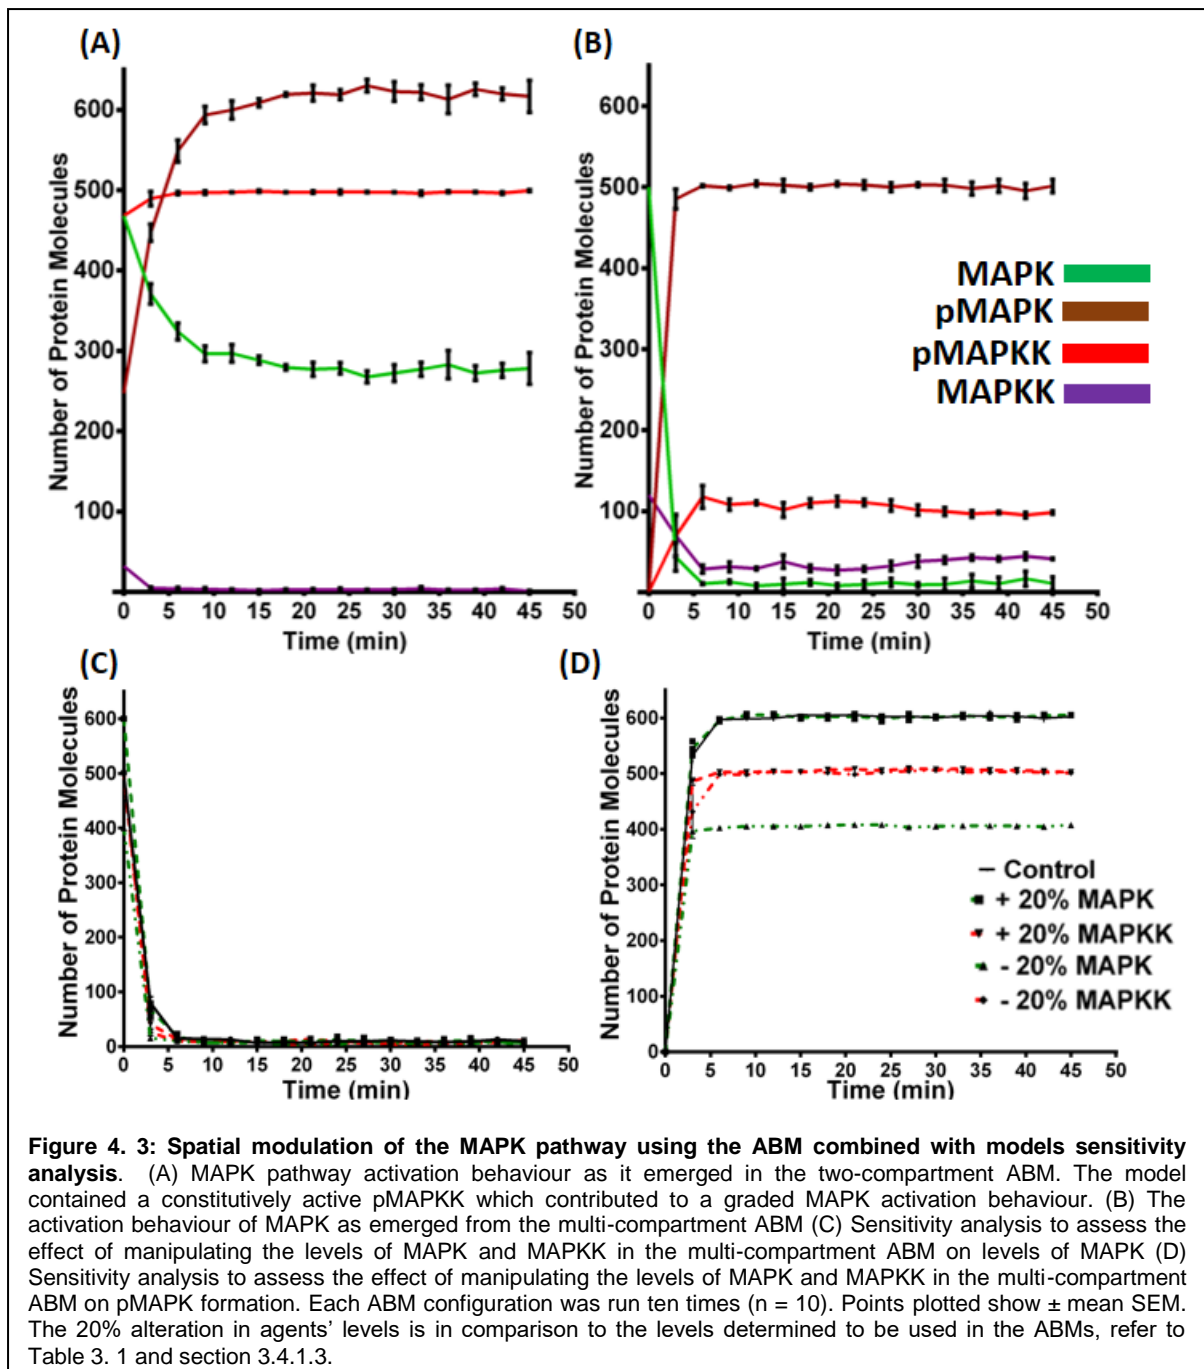 (A)
Number of Protein Molecules
600
500
400
300
200
100
0 5 10 15 20 25 30 35 40 45 50
Time (min)
(B)
Number of Protein Molecules
600
500
400
300
200
100
0 5 10 15 20 25 30 35 40 45 50
Time (min)
MAPK
pMAPK
pMAPKK
MAPKK
(C)
Number of Protein Molecules
600
500
400
300
200
100
0
0 5 10 15 20 25 30 35 40 45 50
Time (min)
(D)
Number of Protein Molecules
600
500
400
300
200
100
0
0 5 10 15 20 25 30 35 40 45 50
Time (min)
Control
+ 20% MAPK
+ 20% MAPKK
- 20% MAPK
- 20% MAPKK
Figure 4. 3: Spatial modulation of the MAPK pathway using the ABM combined with models sensitivity
analysis. (A) MAPK pathway activation behaviour as it emerged in the two-compartment ABM. The model
contained a constitutively active pMAPKK which contributed to a graded MAPK activation behaviour. (B) The
activation behaviour of MAPK as emerged from the multi-compartment ABM (C) Sensitivity analysis to assess the
effect of manipulating the levels of MAPK and MAPKK in the multi-compartment ABM on levels of MAPK (D)
Sensitivity analysis to assess the effect of manipulating the levels of MAPK and MAPKK in the multi-compartment
ABM on pMAPK formation. Each ABM configuration was run ten times (n = 10). Points plotted show ± mean SEM.
The 20% alteration in agents' levels is in comparison to the levels determined to be used in the ABMs, refer to
Table 3. 1 and section 3.4.1.3.